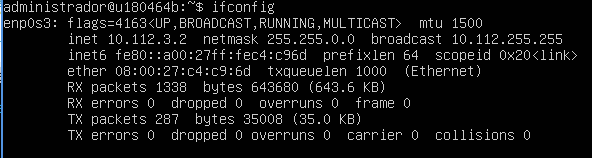 administrador@u180464b:~$ ifconfig
enp0s3: flags=4163<UP,BROADCAST,RUNNING,MULTICAST>  mtu 1500
        inet 10.112.3.2  netmask 255.255.0.0  broadcast 10.112.255.255
        inet6 fe80::a00:27ff:fec4:c96d  prefixlen 64  scopeid 0x20<link>
        ether 08:00:27:c4:c9:6d  txqueuelen 1000  (Ethernet)
        RX packets 1338  bytes 643680 (643.6 KB)
        RX errors 0  dropped 0  overruns 0  frame 0
        TX packets 287  bytes 35008 (35.0 KB)
        TX errors 0  dropped 0 overruns 0  carrier 0  collisions 0